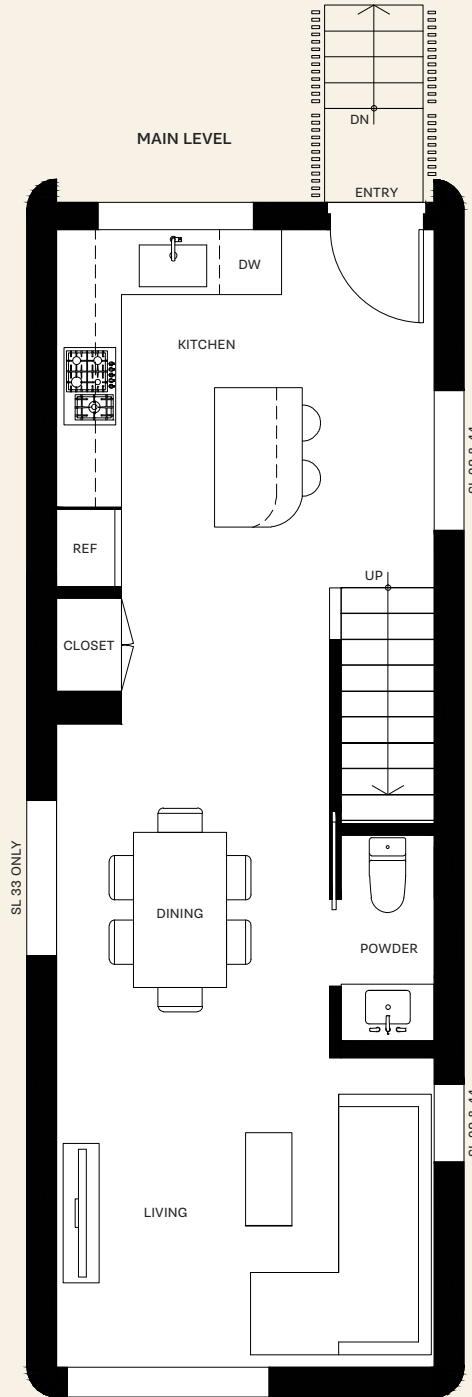 MAIN LEVEL
DN
ENTRY
DW
KITCHEN
REF
UP
CLOSET
SL 33 ONLY
DINING
POWDER
LIVING